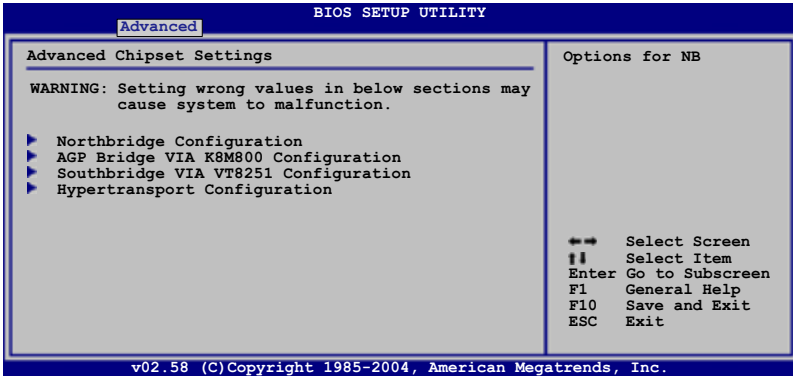 BIOS SETUP UTILITY
Advanced
Advanced Chipset Settings
WARNING: Setting wrong values in below sections may
cause system to malfunction.
Northbridge Configuration
AGP Bridge VIA K8M800 Configuration
Southbridge VIA VT8251 Configuration
Hypertransport Configuration
Options for NB
Select Screen
Select Item
Enter Go to Subscreen
F1 General Help
F10 Save and Exit
ESC Exit
v02.58 (C)Copyright 1985-2004, American Megatrends, Inc.